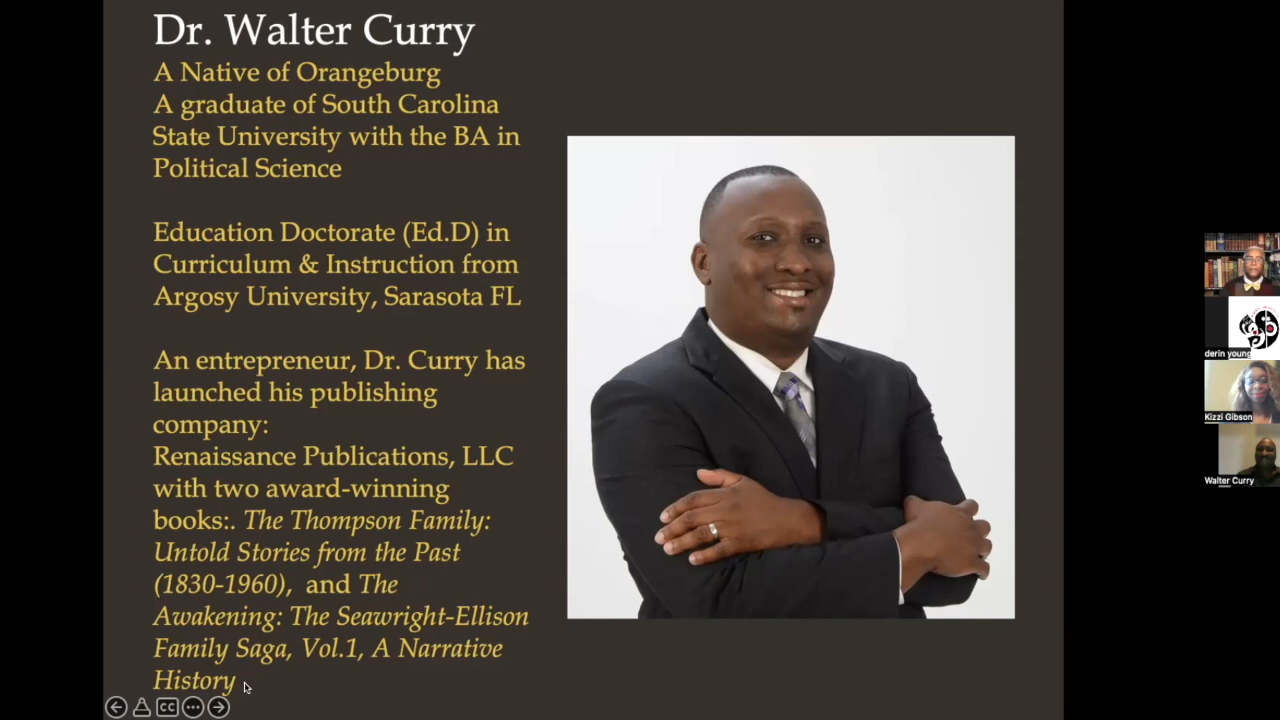 Dr. Walter Curry
A Native of Orangeburg
A graduate of South Carolina
State University with the BA in
Political Science
Education Doctorate (Ed.D) in
Curriculum & Instruction from
Argosy University, Sarasota FL
An entrepreneur, Dr. Curry has
launched his publishing
company:
Renaissance Publications, LLC
with two award-winning
books:. The Thompson Family:
Untold Stories from the Past
(1830-1960),  and The
Awakening: The Seawright-Ellison
Family Saga, Vol.1, A Narrative
History
CC
derin young
Kizzi Gibson
Walter Curry